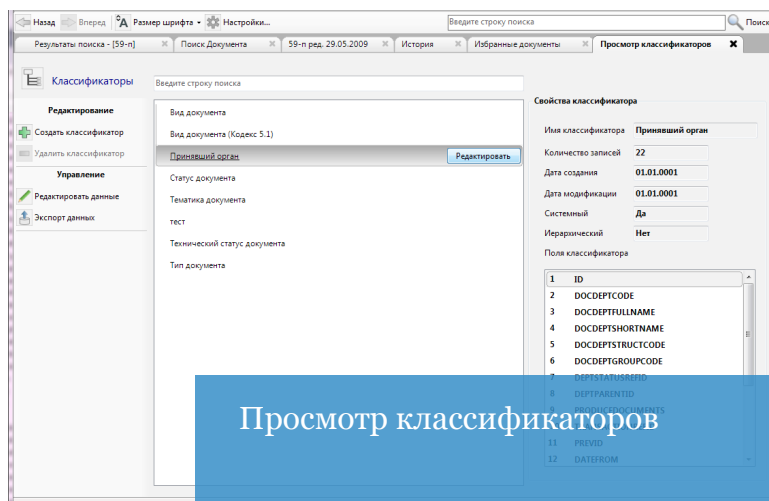 Назад Вперед A Размер шрифта Настройки... Введите строку поиска Поиск
Результаты поиска - [59-п] Поиск Документа 59-п ред. 29.05.2009 История Избранные документы Просмотр классификаторов
Классификаторы
Введите строку поиска
Редактирование
Создать классификатор
Удалить классификатор
Управление
Редактировать данные
Экспорт данных
Вид документа
Вид документа (Кодекс 5.1)
Принявший орган Редактировать
Статус документа
Тематика документа
тест
Технический статус документа
Тип документа
Свойства классификатора
Имя классификатора Принявший орган
Количество записей 22
Дата создания 01.01.0001
Дата модификации 01.01.0001
Системный Да
Иерархический Нет
Поля классификатора
1 ID
2 DOCDEPTCODE
3 DOCDEPTFULLNAME
4 DOCDEPTSHORTNAME
5 DOCDEPTSTRUCTCODE
6 DOCDEPTGROUPCODE
7 DEPTSTATUSREFID
8 DEPTPARENTID
9 PRODUCEDOCUMENTS
11 PREVID
12 DATEFROM
Просмотр классификаторов